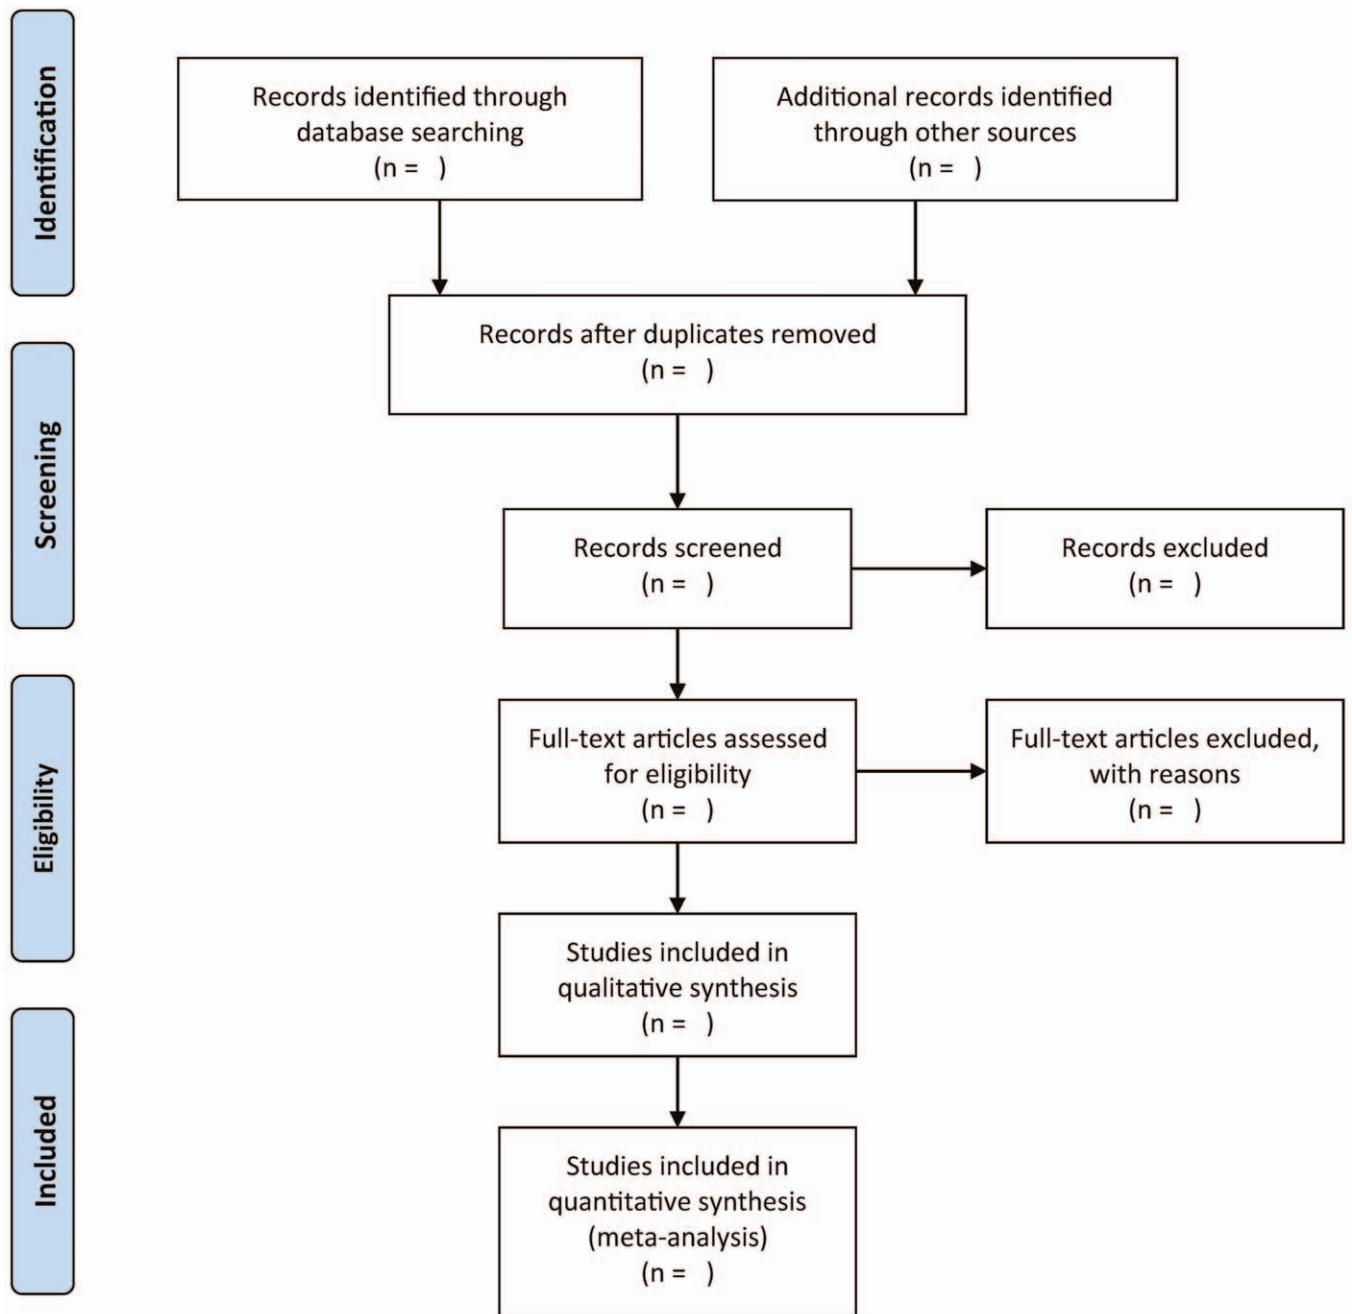 Identification
Records identified through
database searching
(n =   )
Additional records identified
through other sources
(n =   )
Records after duplicates removed
(n =   )
Screening
Records screened
(n =   )
Records excluded
(n =   )
Eligibility
Full-text articles assessed
for eligibility
(n =   )
Full-text articles excluded,
with reasons
(n =   )
Studies included in
qualitative synthesis
(n =   )
Included
Studies included in
quantitative synthesis
(meta-analysis)
(n =   )